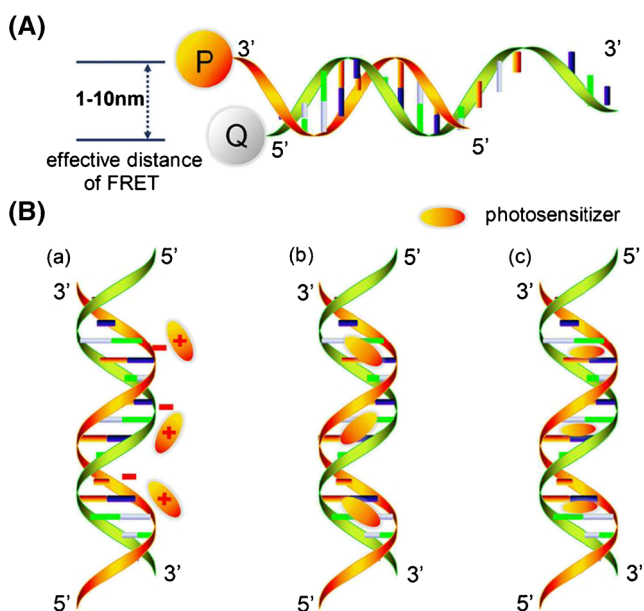 (A)
P
3’
3’
1-10nm
Q
5’
5’
effective distance
of FRET
(B)
photosensitizer
(a)
5’
(b)
5’
(c)
5’
3’
3’
3’
+
+
+
5’
3’
5’
3’
5’
3’